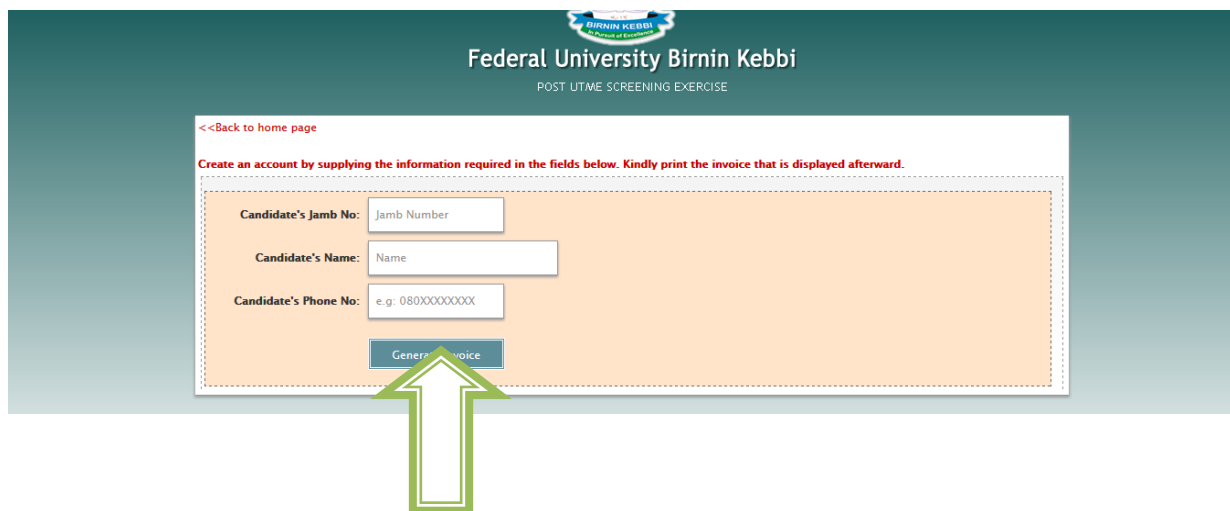 BIRNIN KEBBI
In Pursuit of Excellence
Federal University Birnin Kebbi
POST UTME SCREENING EXERCISE
<<Back to home page
Create an account by supplying the information required in the fields below. Kindly print the invoice that is displayed afterward.
Candidate's Jamb No: Jamb Number
Candidate's Name: Name
Candidate's Phone No: e.g: 080XXXXXXXX